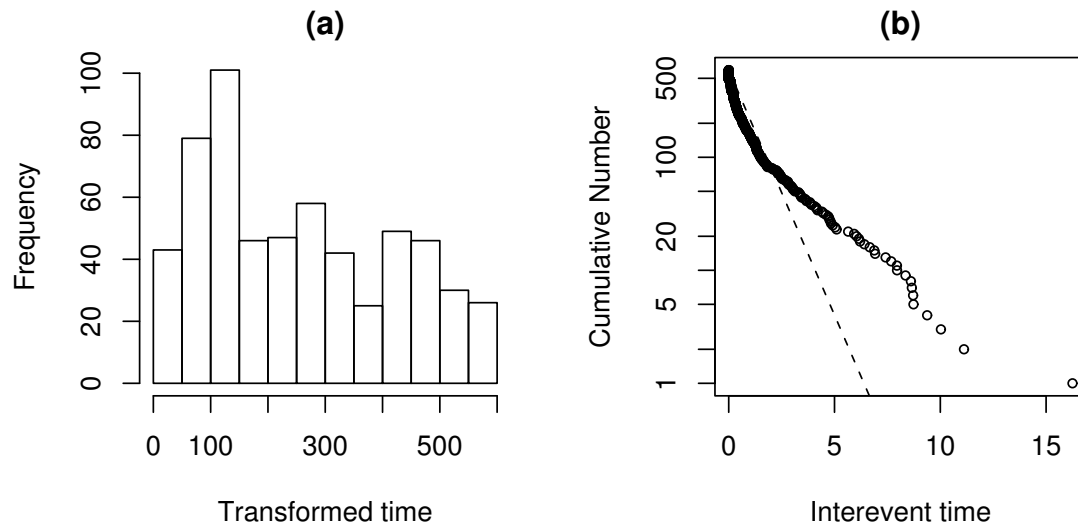 (a)
Frequency
0 20 40 60 80 100
0 100 300 500
Transformed time
(b)
Cumulative Number
1 5 20 100 500
0 5 10 15
Interevent time